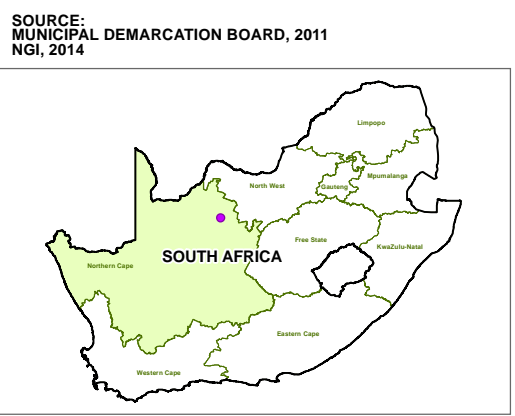 SOURCE:
MUNICIPAL DEMARCATION BOARD, 2011
NGI, 2014
Limpopo
Mpumalanga
North West
Gauteng
Free State
KwaZulu-Natal
SOUTH AFRICA
Northern Cape
Eastern Cape
Western Cape